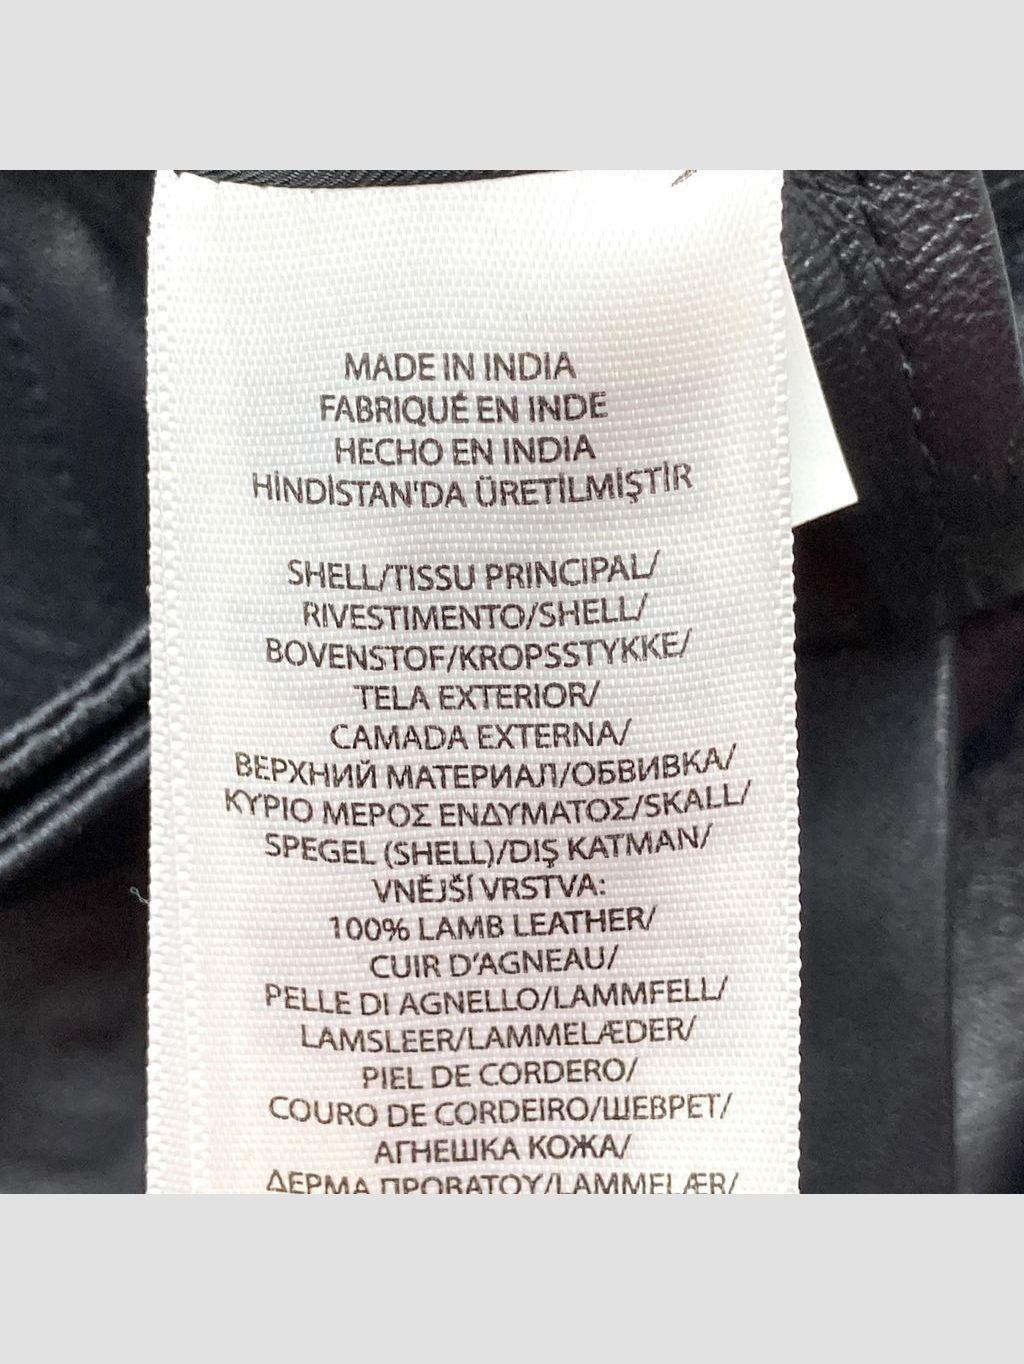 MADE IN INDIA
FABRIQUÉ EN INDE
HECHO EN INDIA
HİNDİSTAN'DA ÜRETİLMİŞTİR
SHELL/TISSU PRINCIPAL/
RIVESTIMENTO/SHELL/
BOVENSTOF/KROPSSTYKKE/
TELA EXTERIOR/
CAMADA EXTERNA/
ВЕРХНИЙ МАТЕРИАЛ/ОБВИВКА/
ΚΥΡΙΟ ΜΕΡΟΣ ΕΝΔΥΜΑΤΟΣ/SKALL/
SPEGEL (SHELL)/DIŞ KATMAN/
VNĚJŠÍ VRSTVA:
100% LAMB LEATHER/
CUIR D'AGNEAU/
PELLE DI AGNELLO/LAMMFELL/
LAMSLEER/LAMMELÆDER/
PIEL DE CORDERO/
COURO DE CORDEIRO/ШЕВРЕТ/
АГНЕШКА КОЖА/
ΔΕΡΜΑ ΠΡΟΒΑΤΟΥ/LAMMELÆR/